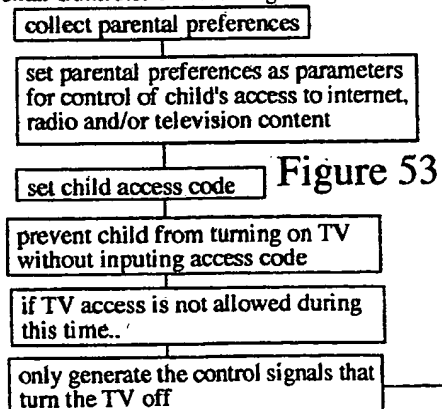 collect parental preferences
set parental preferences as parameters
for control of child's access to internet,
radio and/or television content
Figure 53
set child access code
prevent child from turning on TV
without inputing access code
if TV access is not allowed during
this time..
only generate the control signals that
turn the TV off